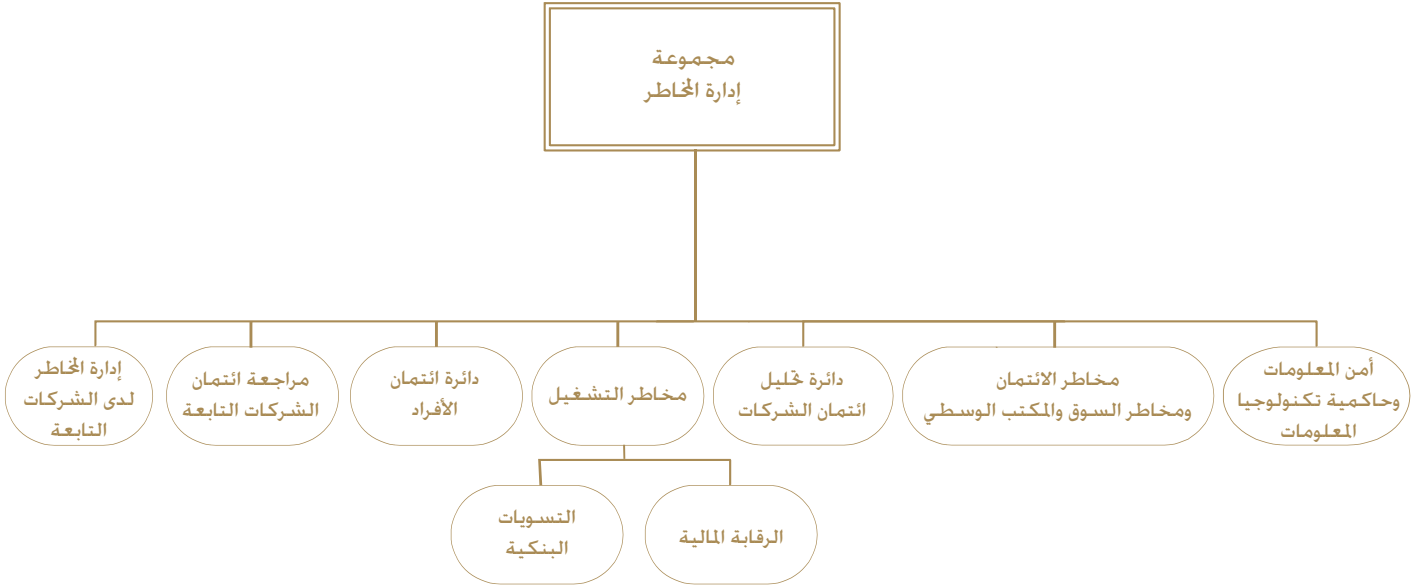 مجموعة
إدارة المخاطر
أمن المعلومات
وحاكمية تكنولوجيا
المعلومات
مخاطر الائتمان
ومخاطر السوق والمكتب الوسطي
دائرة تحليل
ائتمان الشركات
مخاطر التشغيل
دائرة ائتمان
الأفراد
مراجعة ائتمان
الشركات التابعة
إدارة المخاطر
لدى الشركات
التابعة
الرقابة المالية
التسويات
البنكية